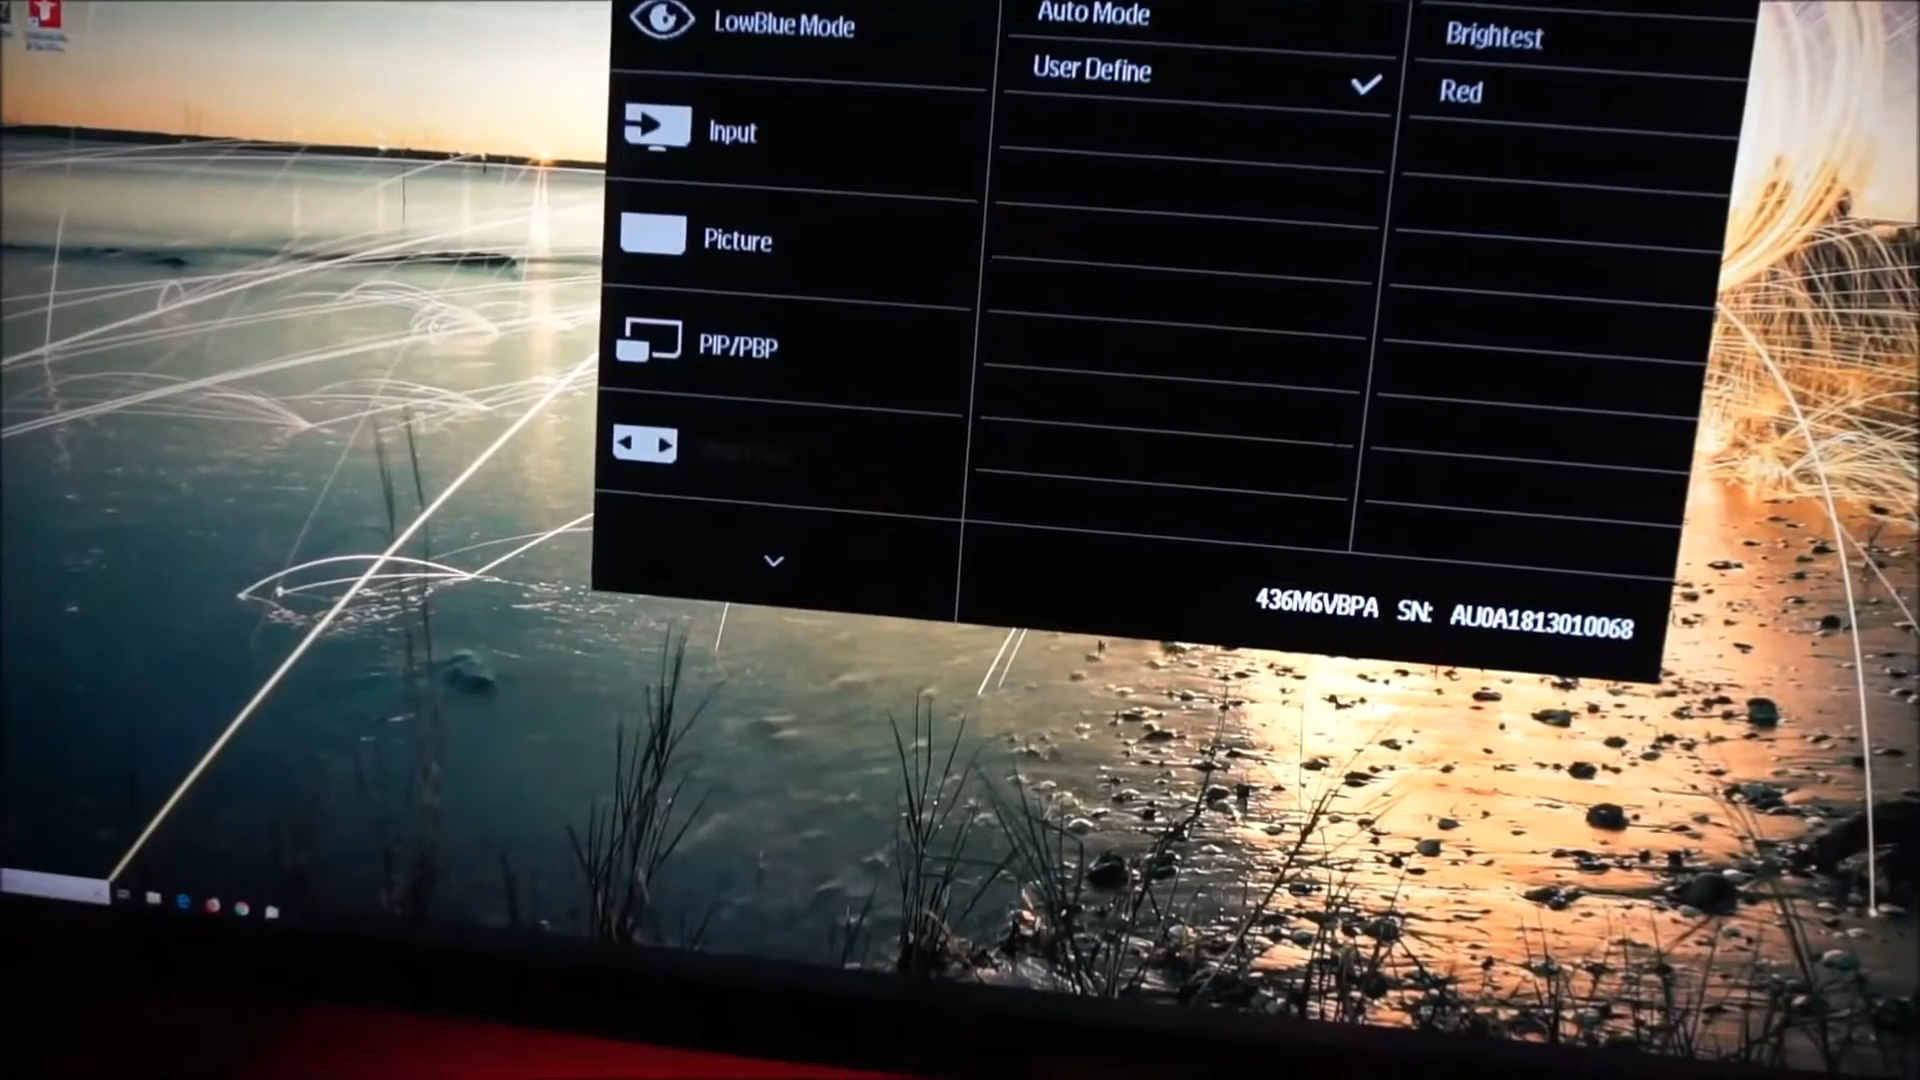 LowBlue Mode
Input
Picture
PIP/PBP
Auto Mode
User Define
Brightest
Red
436M6VBPA SN: AU0A1813010068